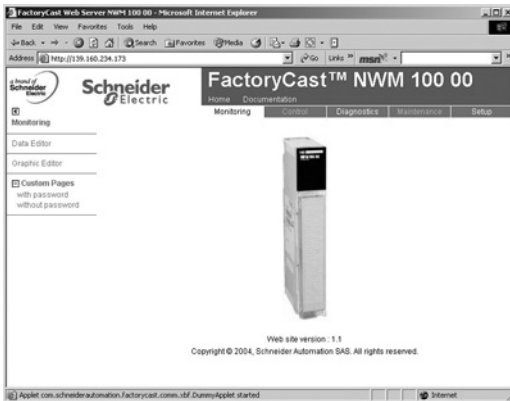 FactoryCast Web Server NWM 100 00 - Microsoft Internet Explorer
File Edit View Favorites Tools Help
Back Search Favorites Media
Address http://139.160.234.173 Go Links » msn
a brand of
Schneider
Electric
Schneider
Electric
FactoryCast™ NWM 100 00
Home Documentation
Monitoring Control Diagnostics Maintenance Setup
Monitoring
Data Editor
Graphic Editor
Custom Pages
with password
without password
Web site version : 1.1
Copyright © 2004, Schneider Automation SAS. All rights reserved.
Applet com.schneiderautomation.factorycast.comm.xbf.DummyApplet started Internet